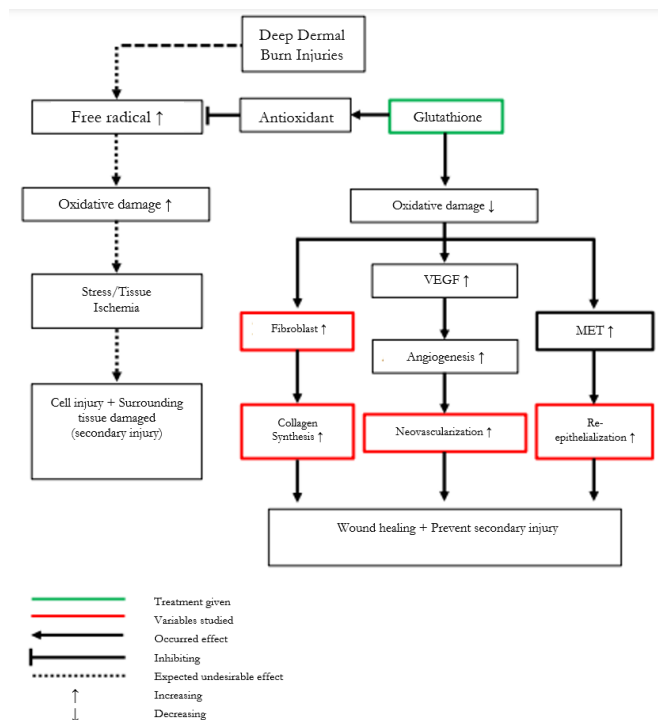 Deep Dermal
Burn Injuries
Free radical ↑
Antioxidant
Glutathione
Oxidative damage ↑
Oxidative damage ↓
Stress/Tissue
Ischemia
VEGF ↑
Fibroblast ↑
MET ↑
Angiogenesis ↑
Cell injury + Surrounding
tissue damaged
(secondary injury)
Collagen
Synthesis ↑
Neovascularization ↑
Re-
epithelialization ↑
Wound healing + Prevent secondary injury
Treatment given
Variables studied
Occurred effect
Inhibiting
Expected undesirable effect
↑ Increasing
↓ Decreasing